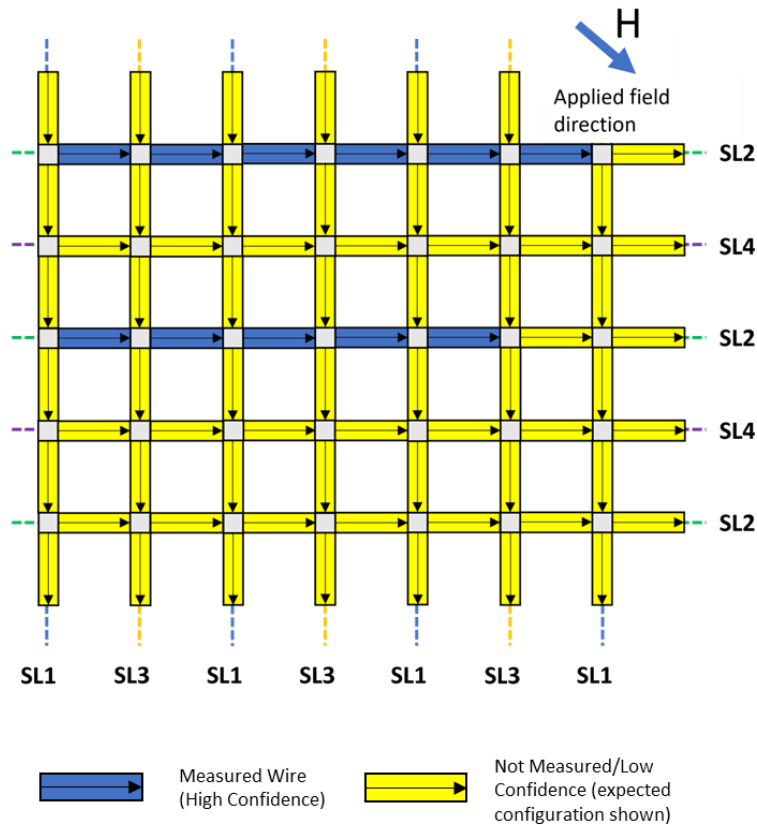 H
Applied field
direction
SL2
SL4
SL2
SL4
SL2
SL1 SL3 SL1 SL3 SL1 SL3 SL1
Measured Wire
(High Confidence)
Not Measured/Low
Confidence (expected
configuration shown)